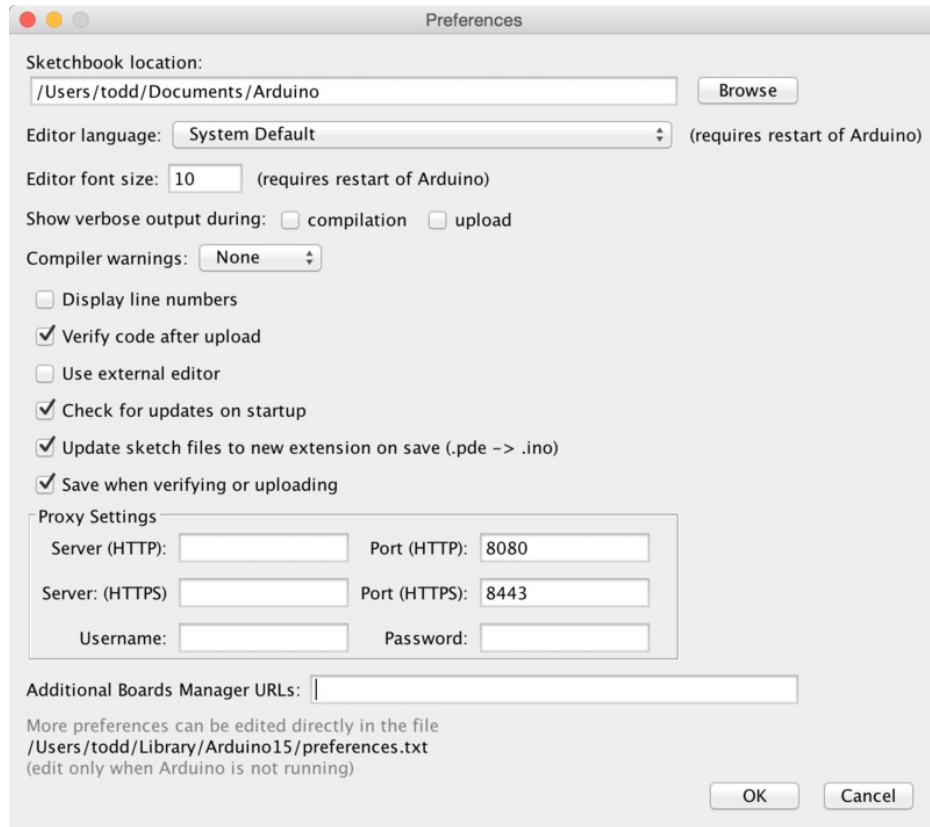 Preferences
Sketchbook location:
/Users/todd/Documents/Arduino Browse
Editor language: System Default (requires restart of Arduino)
Editor font size: 10 (requires restart of Arduino)
Show verbose output during: compilation upload
Compiler warnings: None
Display line numbers
Verify code after upload
Use external editor
Check for updates on startup
Update sketch files to new extension on save (.pde -> .ino)
Save when verifying or uploading
Proxy Settings
Server (HTTP): Port (HTTP): 8080
Server: (HTTPS) Port (HTTPS): 8443
Username: Password:
Additional Boards Manager URLs:
More preferences can be edited directly in the file
/Users/todd/Library/Arduino15/preferences.txt
(edit only when Arduino is not running)
OK Cancel